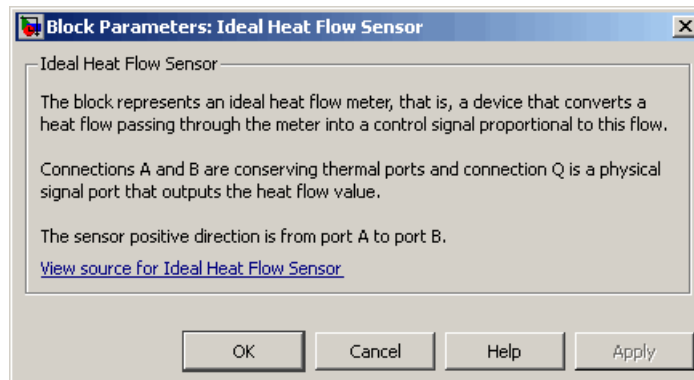 Block Parameters: Ideal Heat Flow Sensor
Ideal Heat Flow Sensor
The block represents an ideal heat flow meter, that is, a device that converts a
heat flow passing through the meter into a control signal proportional to this flow.
Connections A and B are conserving thermal ports and connection Q is a physical
signal port that outputs the heat flow value.
The sensor positive direction is from port A to port B.
View source for Ideal Heat Flow Sensor
OK Cancel Help Apply